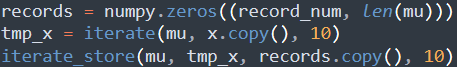 records = numpy.zeros((record_num, len(mu)))
tmp_x = iterate(mu, x.copy(), 10)
iterate_store(mu, tmp_x, records.copy(), 10)